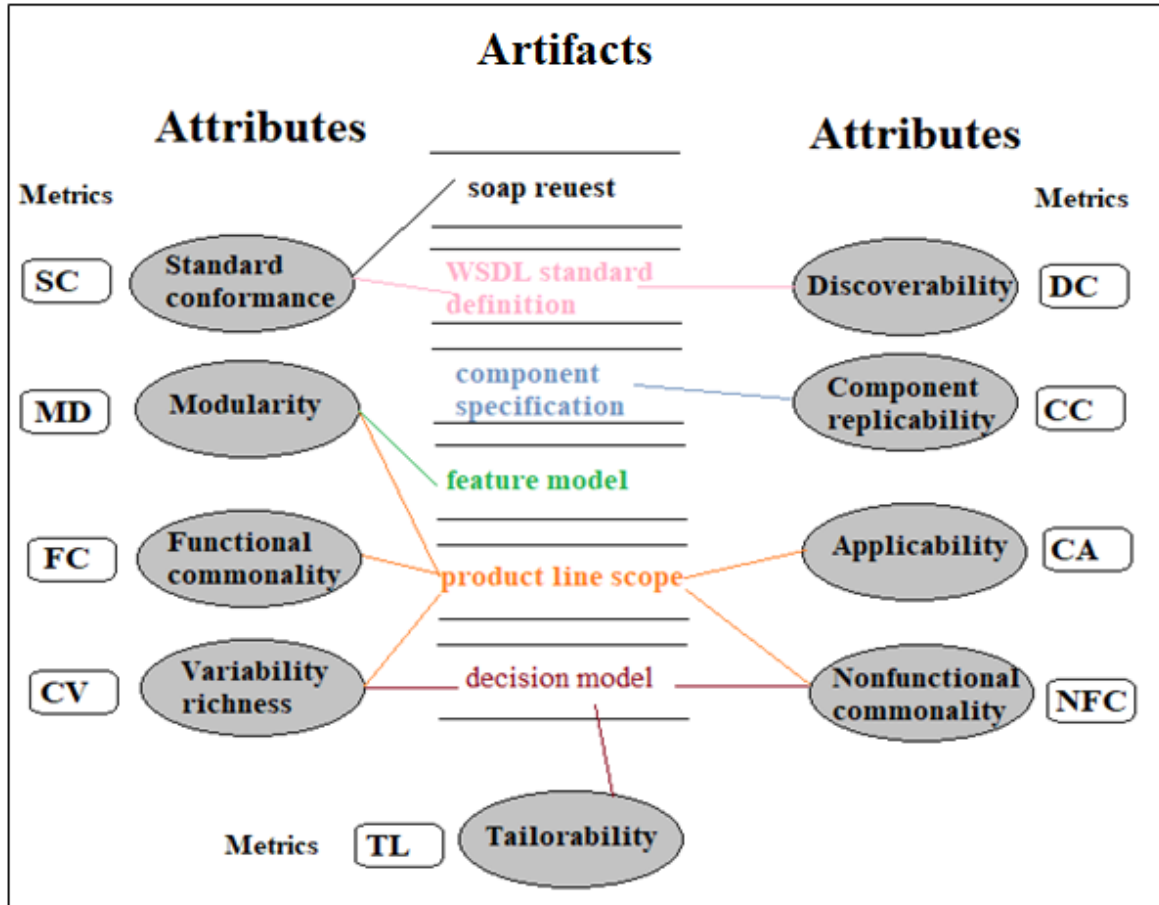 Artifacts
Attributes
Attributes
Metrics
Metrics
soap reuest
SC
Standard
conformance
WSDL standard
definition
Discoverability
DC
MD
Modularity
component
specification
Component
replicability
CC
feature model
FC
Functional
commonality
product line scope
Applicability
CA
CV
Variability
richness
decision model
Nonfunctional
commonality
NFC
Metrics
TL
Tailorability